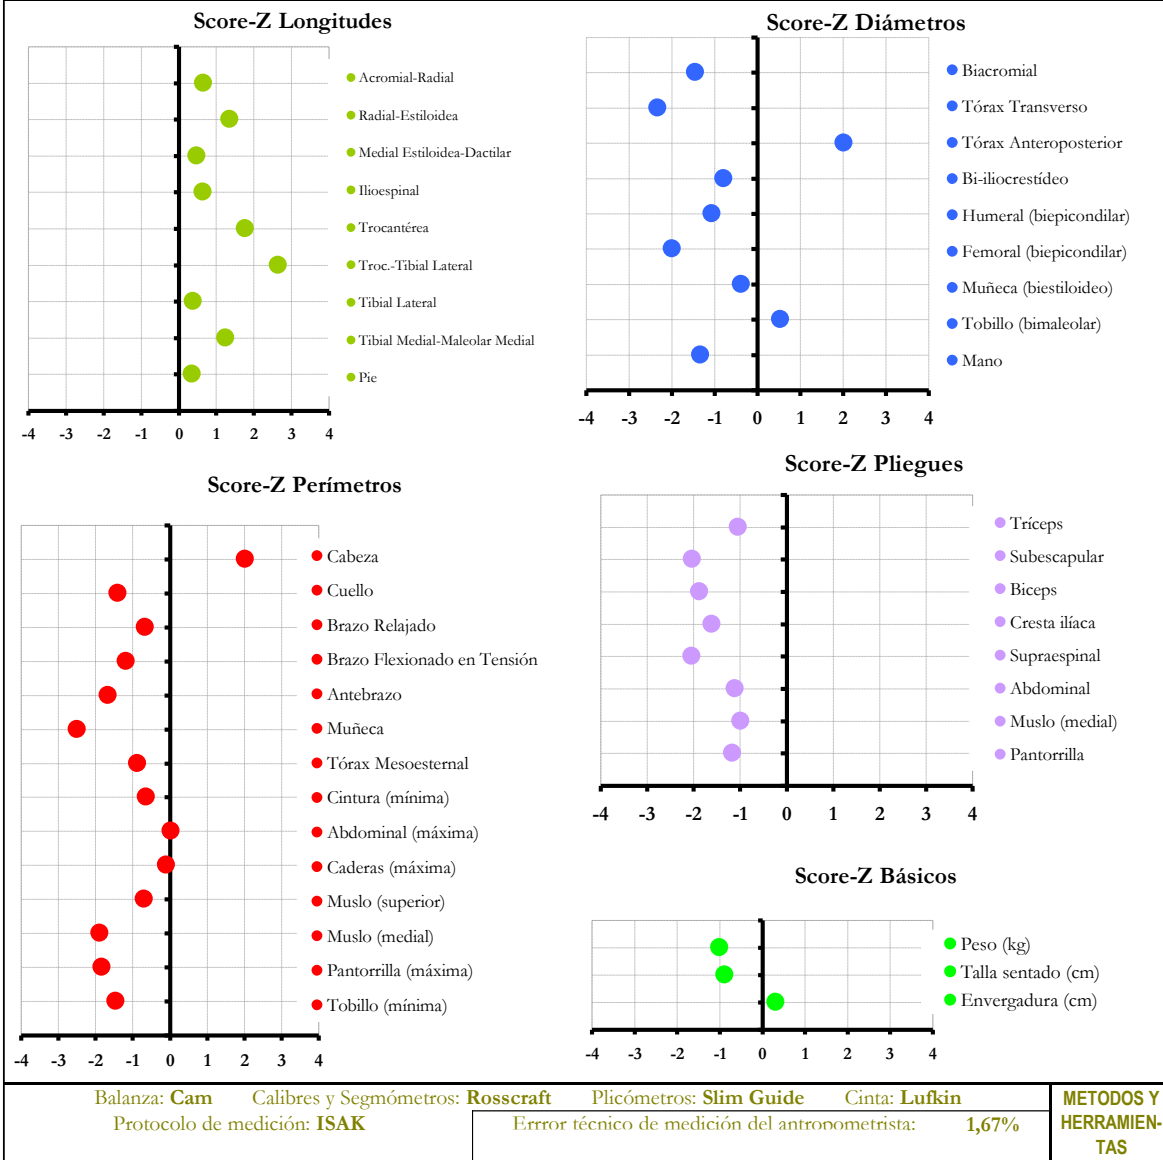 Score-Z Longitudes
Acromial-Radial
Radial-Estiloidea
Medial Estiloidea-Dactilar
Ilioespinal
Trocantérea
Troc.-Tibial Lateral
Tibial Lateral
Tibial Medial-Maleolar Medial
Pie
-4 -3 -2 -1 0 1 2 3 4
Score-Z Diámetros
Biacromial
Tórax Transverso
Tórax Anteroposterior
Bi-iliocrestídeo
Humeral (biepicondilar)
Femoral (biepicondilar)
Muñeca (biestiloideo)
Tobillo (bimaleolar)
Mano
-4 -3 -2 -1 0 1 2 3 4
Score-Z Perímetros
Cabeza
Cuello
Brazo Relajado
Brazo Flexionado en Tensión
Antebrazo
Muñeca
Tórax Mesoesternal
Cintura (mínima)
Abdominal (máxima)
Caderas (máxima)
Muslo (superior)
Muslo (medial)
Pantorrilla (máxima)
Tobillo (mínima)
-4 -3 -2 -1 0 1 2 3 4
Score-Z Pliegues
Tríceps
Subescapular
Biceps
Cresta ilíaca
Supraespinal
Abdominal
Muslo (medial)
Pantorrilla
-4 -3 -2 -1 0 1 2 3 4
Score-Z Básicos
Peso (kg)
Talla sentado (cm)
Envergadura (cm)
-4 -3 -2 -1 0 1 2 3 4
Balanza: Cam Calibres y Segmómetros: Rosscraft Plicómetros: Slim Guide Cinta: Lufkin
Protocolo de medición: ISAK Errror técnico de medición del antropometrista: 1,67%
METODOS Y
HERRAMIEN-
TAS